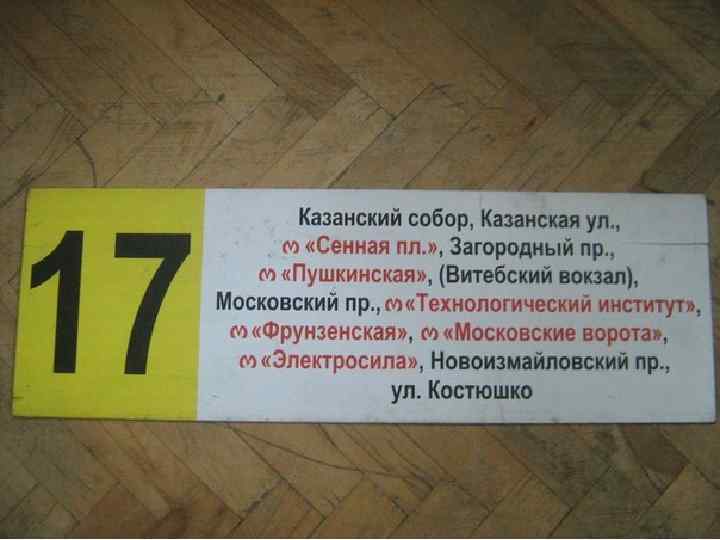 17
Казанский собор, Казанская ул.,
м «Сенная пл.», Загородный пр.,
м «Пушкинская», (Витебский вокзал),
Московский пр., м «Технологический институт»,
м «Фрунзенская», м «Московские ворота»,
м «Электросила», Новоизмайловский пр.,
ул. Костюшко